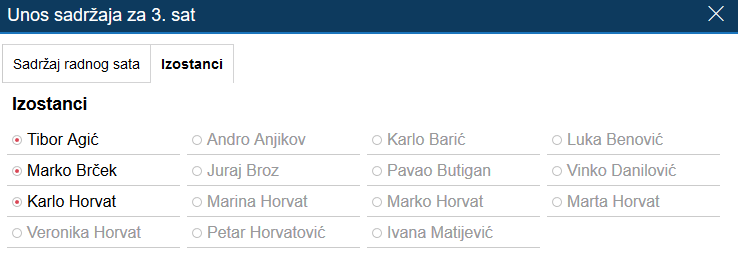 Unos sadržaja za 3. sat
Sadržaj radnog sata Izostanci
Izostanci
Tibor Agić Andro Anjikov Karlo Barić Luka Benović
Marko Brček Juraj Broz Pavao Butigan Vinko Danilović
Karlo Horvat Marina Horvat Marko Horvat Marta Horvat
Veronika Horvat Petar Horvatović Ivana Matijević